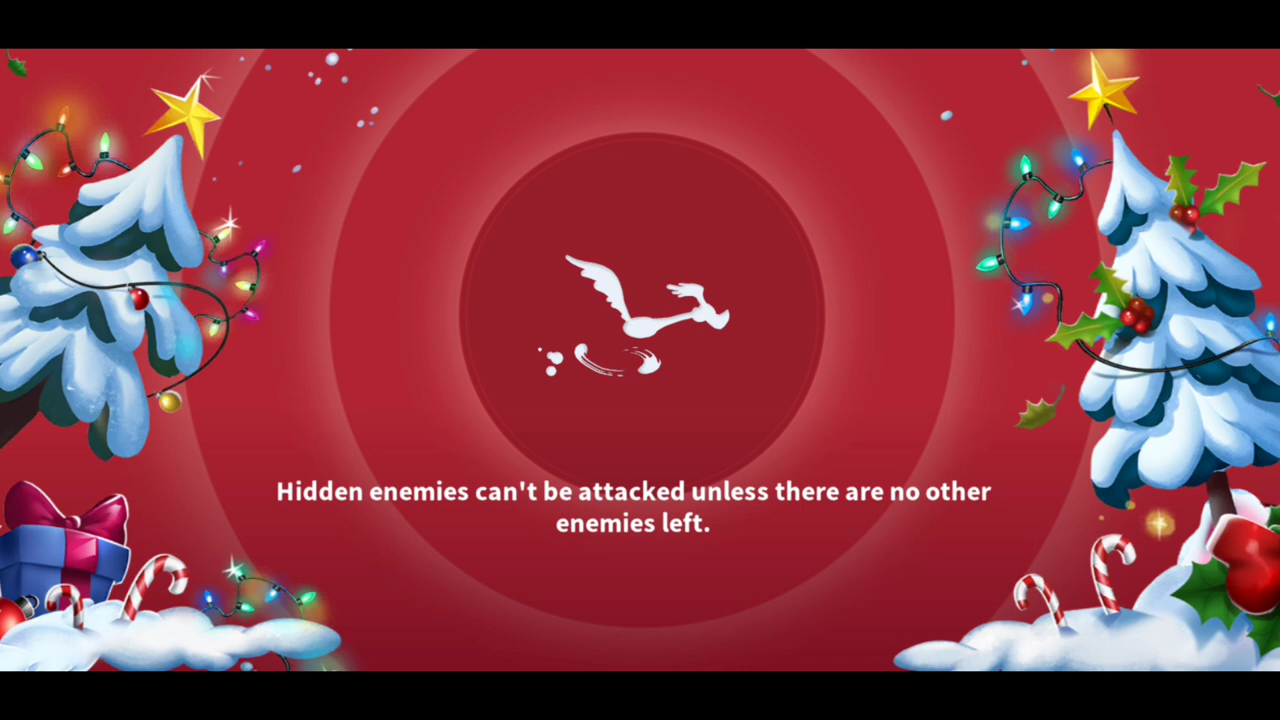 Hidden enemies can't be attacked unless there are no other
enemies left.